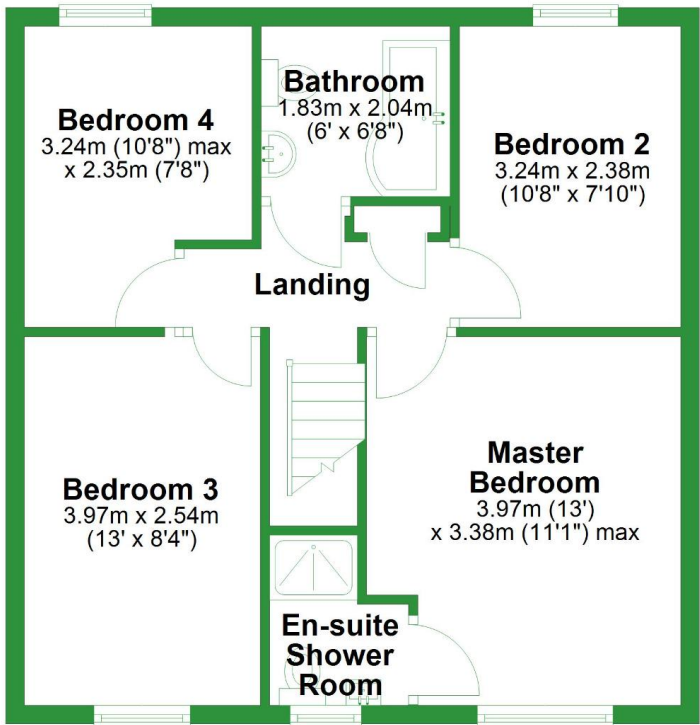 Bedroom 4
3.24m (10'8") max
x 2.35m (7'8")
Bathroom
1.83m x 2.04m
(6' x 6'8")
Bedroom 2
3.24m x 2.38m
(10'8" x 7'10")
Landing
Bedroom 3
3.97m x 2.54m
(13' x 8'4")
Master
Bedroom
3.97m (13')
x 3.38m (11'1") max
En-suite
Shower
Room